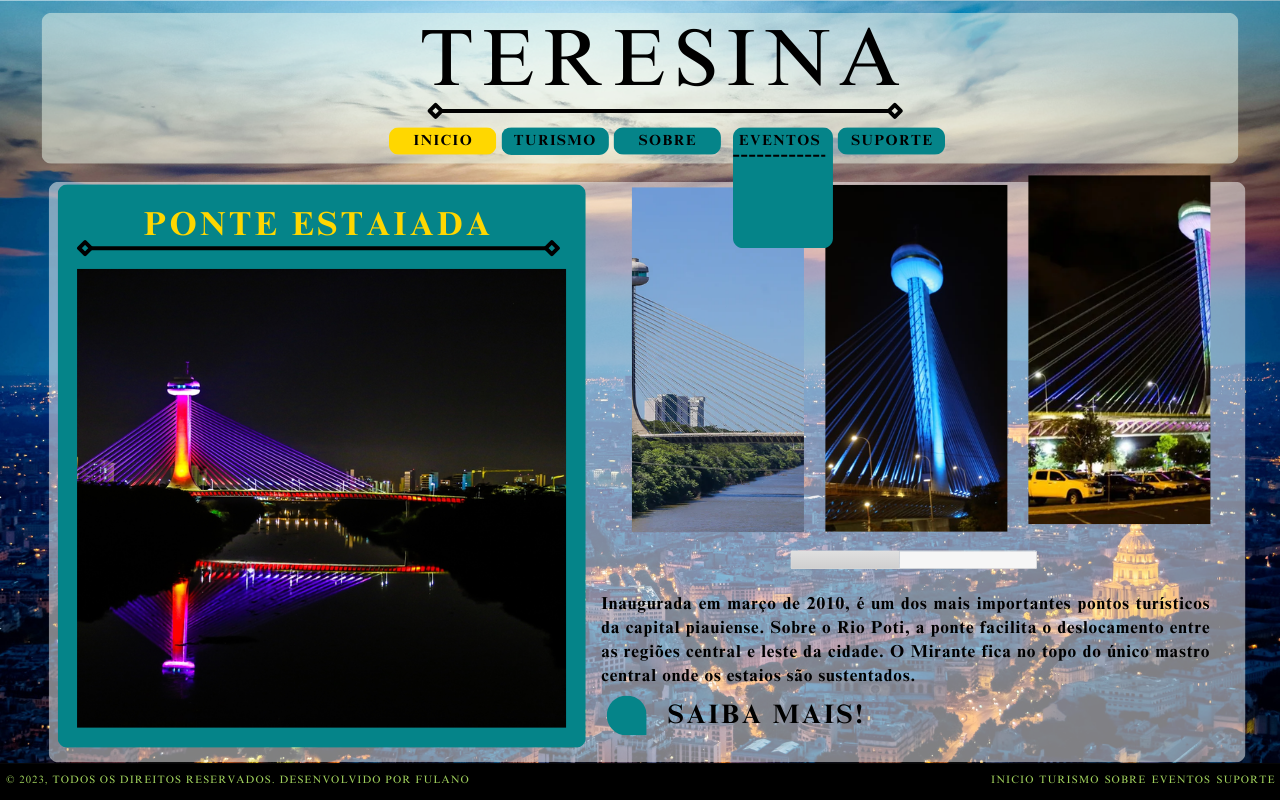 TERESINA
INICIO TURISMO SOBRE EVENTOS SUPORTE
PONTE ESTAIADA
Inaugurada em março de 2010, é um dos mais importantes pontos turísticos
da capital piauiense. Sobre o Rio Poti, a ponte facilita o deslocamento entre
as regiões central e leste da cidade. O Mirante fica no topo do único mastro
central onde os estaios são sustentados.
SAIBA MAIS!
© 2023, TODOS OS DIREITOS RESERVADOS. DESENVOLVIDO POR FULANO
INICIO TURISMO SOBRE EVENTOS SUPORTE